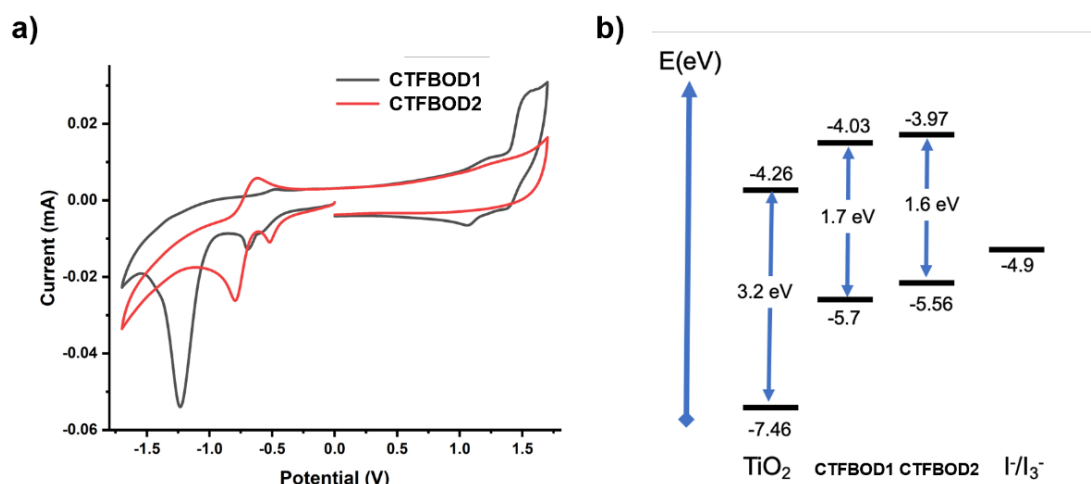 a)
CTFBOD1
CTFBOD2
0.02
0.00
-0.02
-0.04
-0.06
Current (mA)
-1.5 -1.0 -0.5 0.0 0.5 1.0 1.5
Potential (V)
b)
E(eV)
-4.03 -3.97
-4.26
1.7 eV 1.6 eV
-4.9
3.2 eV
-5.7 -5.56
-7.46
TiO₂ CTFBOD1 CTFBOD2 I⁻/I₃⁻